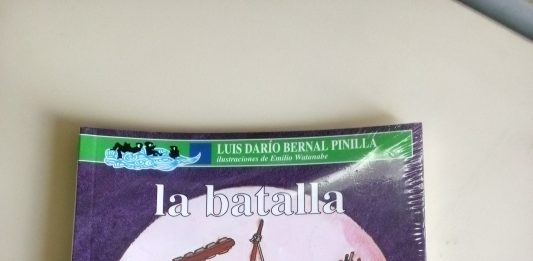 LUIS DARÍO BERNAL PINILLA
ilustraciones de Emilio Watanabe
la batalla